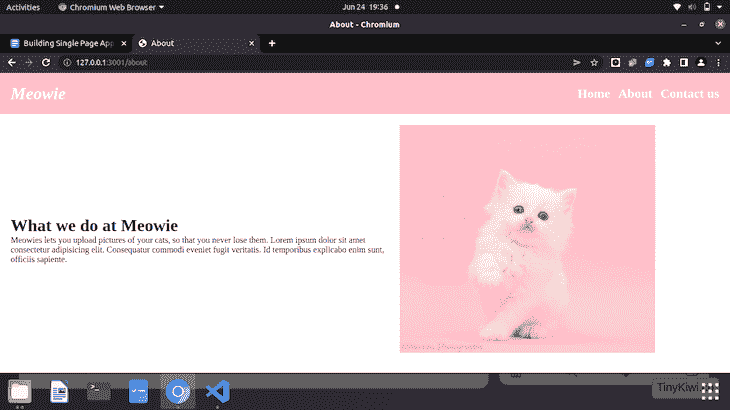 Activities
Chromium Web Browser
Jun 24 19:36
About - Chromium
Building Single Page App
About
127.0.0.1:3001/about
Meowie
Home About Contact us
What we do at Meowie
Meowies lets you upload pictures of your cats, so that you never lose them. Lorem ipsum dolor sit amet
consectetur adipisicing elit. Consequatur commodi eveniet fugit veritatis. Id temporibus explicabo enim sunt,
officiis sapiente.
TinyKiwi